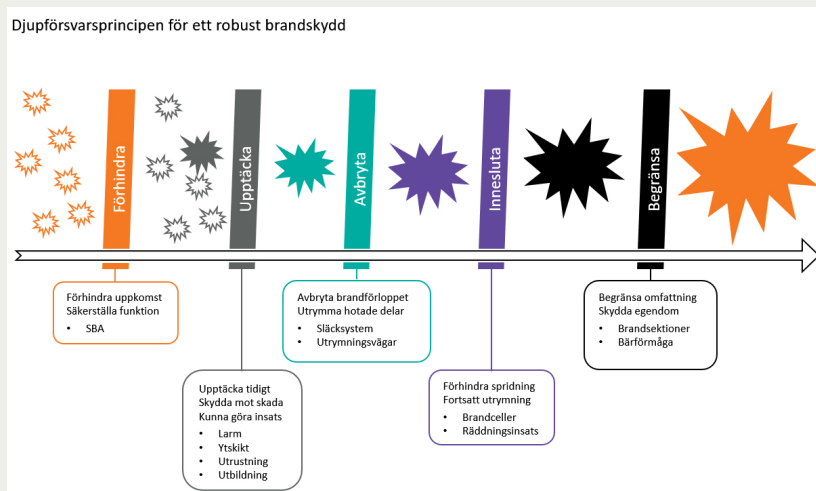 Djupförsvarsprincipen för ett robust brandskydd
Förhindra
Upptäcka
Avbryta
Innesluta
Begränsa
Förhindra uppkomst
Säkerställa funktion
• SBA
Upptäcka tidigt
Skydda mot skada
Kunna göra insats
• Larm
• Ytskikt
• Utrustning
• Utbildning
Avbryta brandförloppet
Utrymma hotade delar
• Släcksystem
• Utrymningsvägar
Förhindra spridning
Fortsatt utrymning
• Brandceller
• Räddningsinsats
Begränsa omfattning
Skydda egendom
• Brandsektioner
• Bärförmåga